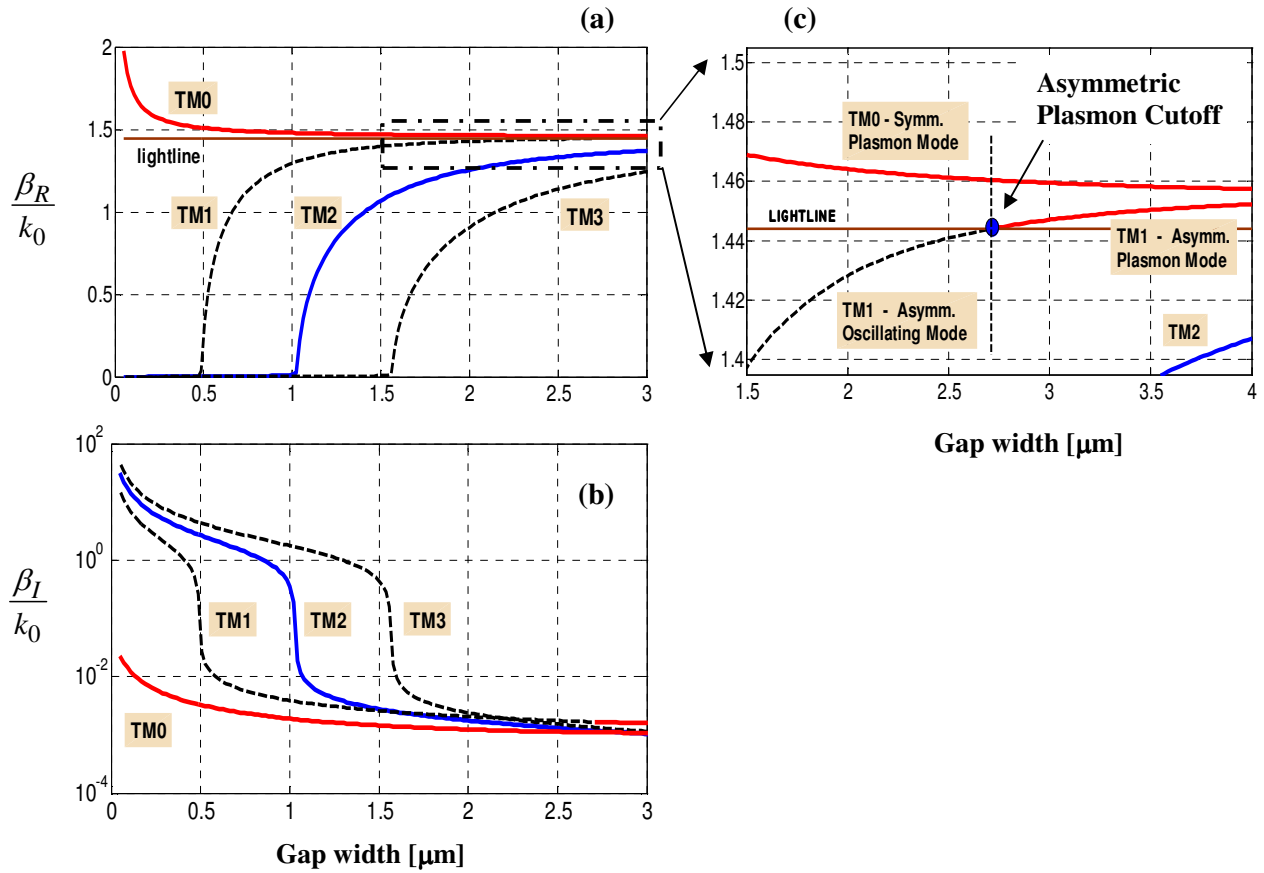 (a)
2
1.5
1
0.5
0
β_R
k_0
TM0
lightline
TM1
TM2
TM3
0 0.5 1 1.5 2 2.5 3
(c)
1.5
1.48
1.46
1.44
1.42
1.4
Asymmetric
Plasmon Cutoff
TM0 - Symm.
Plasmon Mode
LIGHTLINE
TM1 - Asymm.
Plasmon Mode
TM1 - Asymm.
Oscillating Mode
TM2
1.5 2 2.5 3 3.5 4
Gap width [μm]
(b)
10^2
10^0
10^-2
10^-4
β_I
k_0
TM1
TM2
TM3
TM0
0 0.5 1 1.5 2 2.5 3
Gap width [μm]